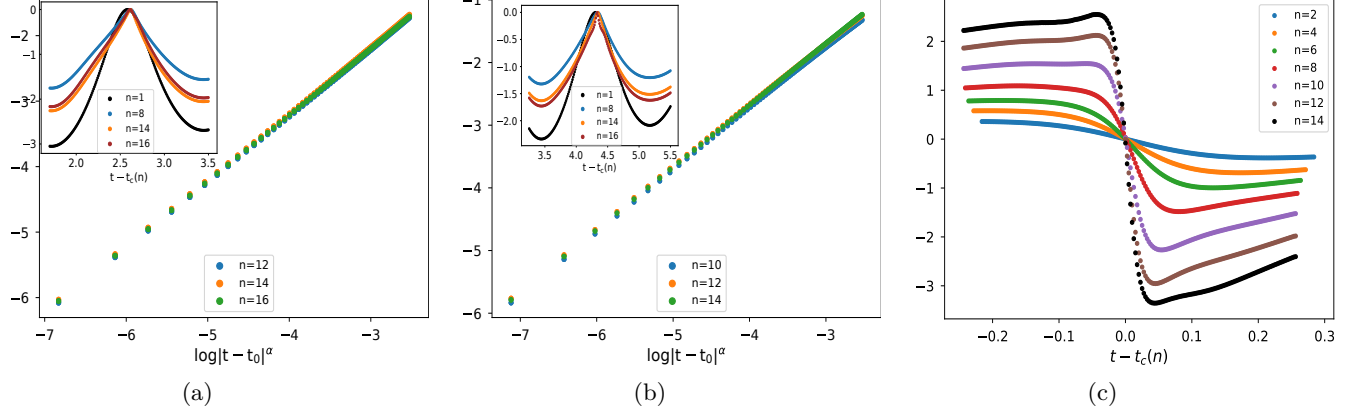 0
−1
−2
n=1
n=8
n=14
n=16
2.0
2.5
3.0
3.5
t − t_c(n)
−2
−3
−4
−5
−6
n=12
n=14
n=16
−7
−6
−5
−4
−3
log|t − t₀|^α
(a)
0.0
−0.5
−1.0
−1.5
−2.0
n=1
n=8
n=14
n=16
3.5
4.0
4.5
5.0
5.5
t − t_c(n)
−1
−2
−3
−4
−5
−6
n=10
n=12
n=14
−7
−6
−5
−4
−3
log|t − t₀|^α
(b)
2
1
0
−1
−2
−3
n=2
n=4
n=6
n=8
n=10
n=12
n=14
−0.2
−0.1
0.0
0.1
0.2
0.3
t − t_c(n)
(c)